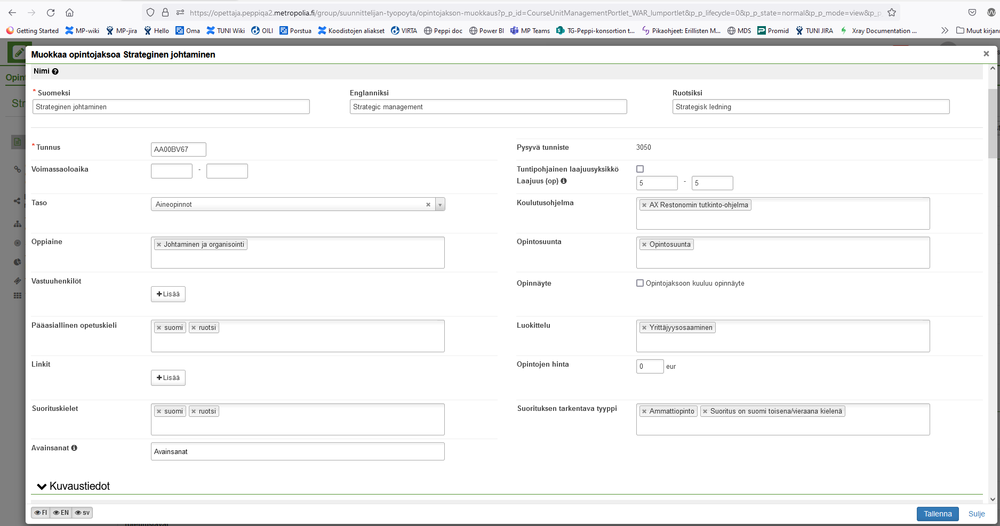 https://opettaja.peppiqa2.metropolia.fi/group/suunnittelijan-tyopoyta/opintojakson-muokkaus?p_p_id=CourseUnitManagementPortlet_WAR_lumportlet&p_p_lifecycle=0&p_p_state=normal&p_p_mode=view&p_p_
Getting Started MP-wiki MP-jira Hello Oma TUNI Wiki OILI Porstua Koodistojen aliakset VIRTA Peppi doc Power BI MP Teams TG-Peppi-konsortion t... Pikaohjeet: Erillisten M... MDS Promid TUNI JIRA Xray Documentation ... Muut kirjan
Muokkaa opintojaksoa Strateginen johtaminen
Nimi
Opin
Str
* Suomeksi Englanniksi Ruotsiksi
Strateginen johtaminen Strategic management Strategisk ledning
* Tunnus AA00BV67 Pysyvä tunniste 3050
Voimassaoloaika - Tuntipohjainen laajuusyksikkö
Laajuus (op) 5 - 5
Taso Aineopinnot Koulutusohjelma AX Restonomin tutkinto-ohjelma
Oppiaine Johtaminen ja organisointi Opintosuunta Opintosuunta
Vastuuhenkilöt Opinnäyte Opintojaksoon kuuluu opinnäyte
Lisää
Pääasiallinen opetuskieli suomi ruotsi Luokittelu Yrittäjyysosaaminen
Linkit Opintojen hinta 0 eur
Lisää
Suorituskielet suomi ruotsi Suorituksen tarkentava tyyppi Ammattiopinto Suoritus on suomi toisena/vieraana kielenä
Avainsanat Avainsanat
Kuvaustiedot
FI EN SV Tallenna Sulje